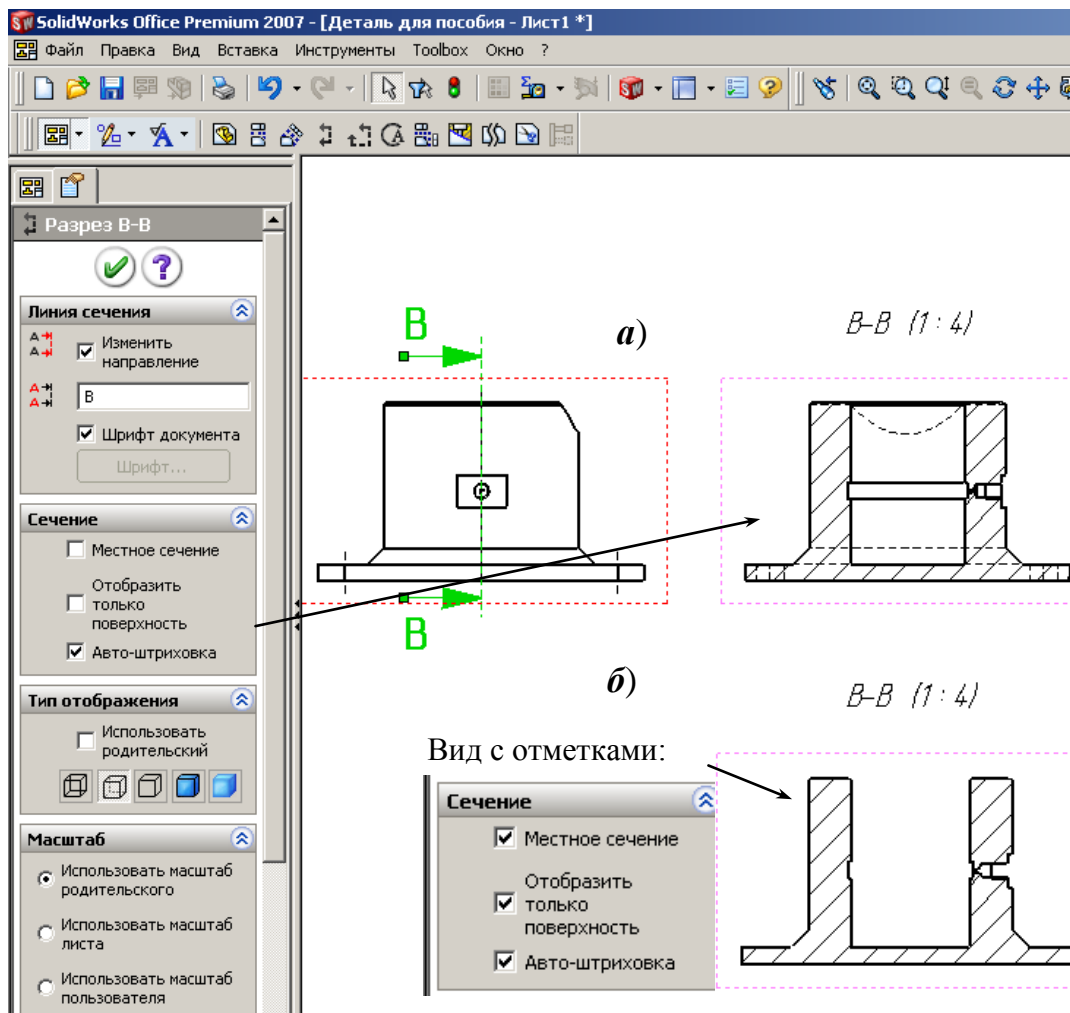 SolidWorks Office Premium 2007 - [Деталь для пособия - Лист1 *]
Файл Правка Вид Вставка Инструменты Toolbox Окно ?
Разрез B-B
Линия сечения
Изменить
направление
B
Шрифт документа
Шрифт...
Сечение
Местное сечение
Отобразить
только
поверхность
Авто-штриховка
Тип отображения
Использовать
родительский
Масштаб
Использовать масштаб
родительского
Использовать масштаб
листа
Использовать масштаб
пользователя
B
а)
B-B (1:4)
B
б)
B-B (1:4)
Вид с отметками:
Сечение
Местное сечение
Отобразить
только
поверхность
Авто-штриховка